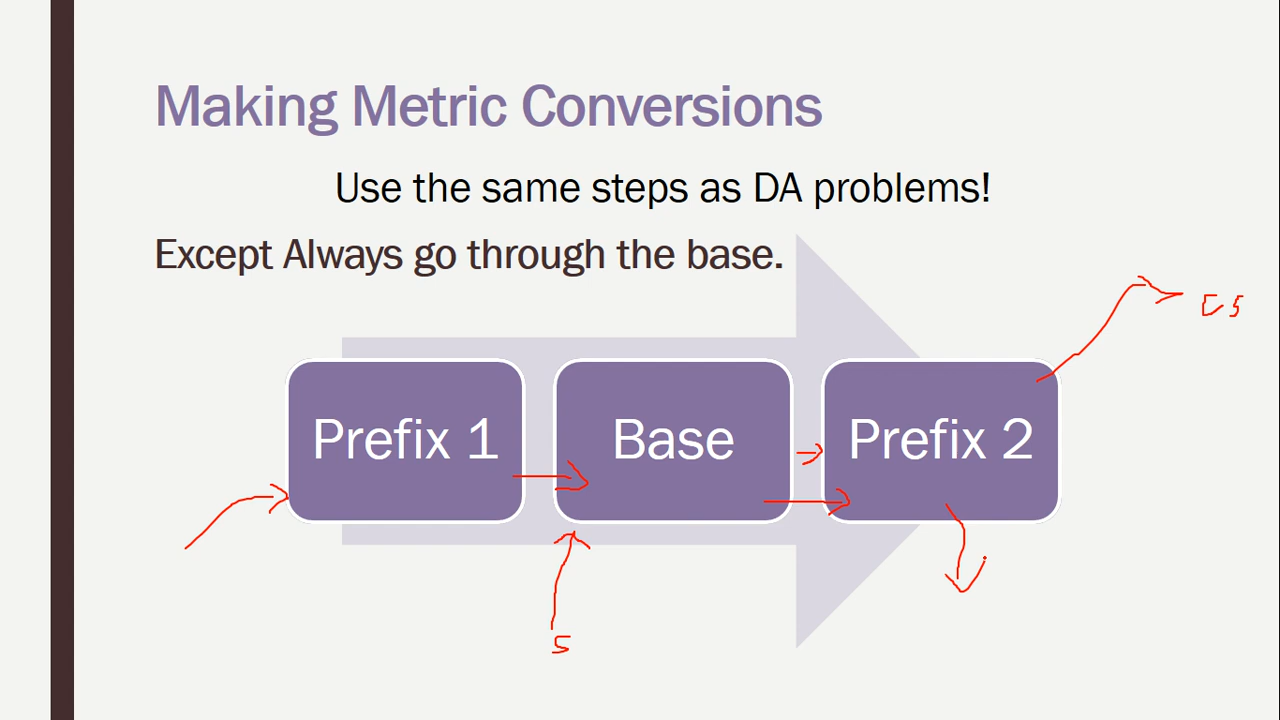 Making Metric Conversions
Use the same steps as DA problems!
Except Always go through the base.
Prefix 1
Base
Prefix 2